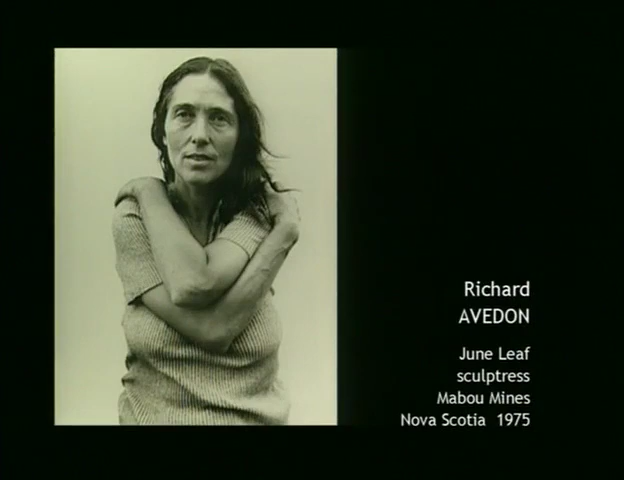 Richard
AVEDON
June Leaf
sculptress
Mabou Mines
Nova Scotia 1975